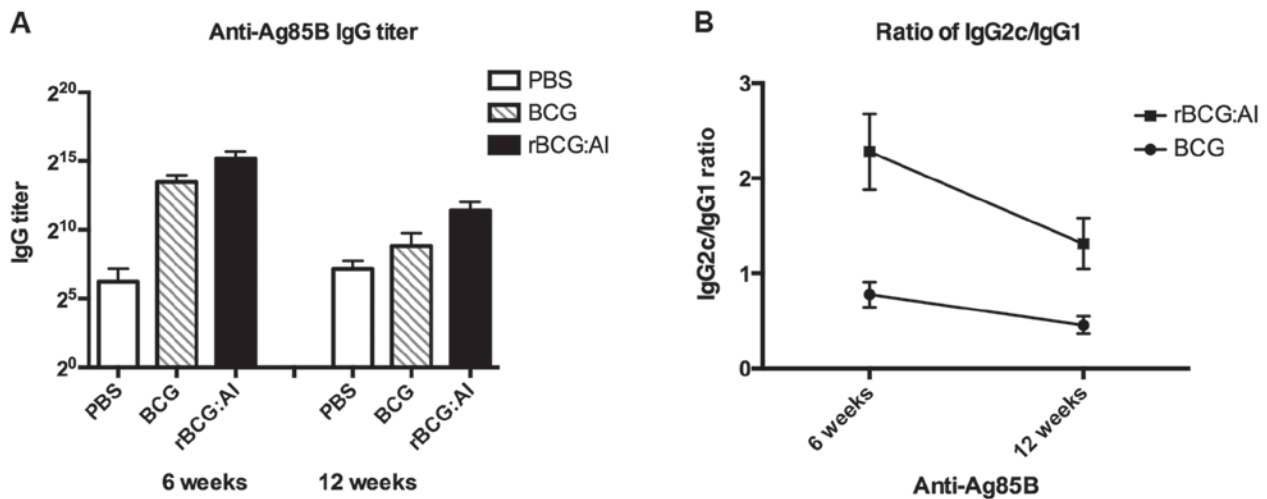 A
Anti-Ag85B IgG titer
PBS
BCG
rBCG:AI
IgG titer
2^20
2^15
2^10
2^5
2^0
PBS
BCG
rBCG:AI
PBS
BCG
rBCG:AI
6 weeks
12 weeks
B
Ratio of IgG2c/IgG1
rBCG:AI
BCG
IgG2c/IgG1 ratio
3
2
1
0
6 weeks
12 weeks
Anti-Ag85B